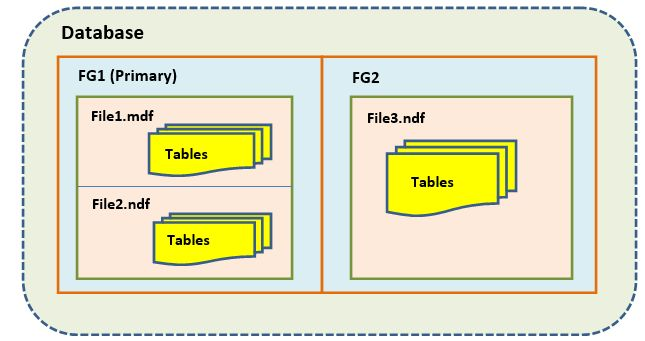 Database
FG1 (Primary)
File1.mdf
Tables
File2.ndf
Tables
FG2
File3.ndf
Tables